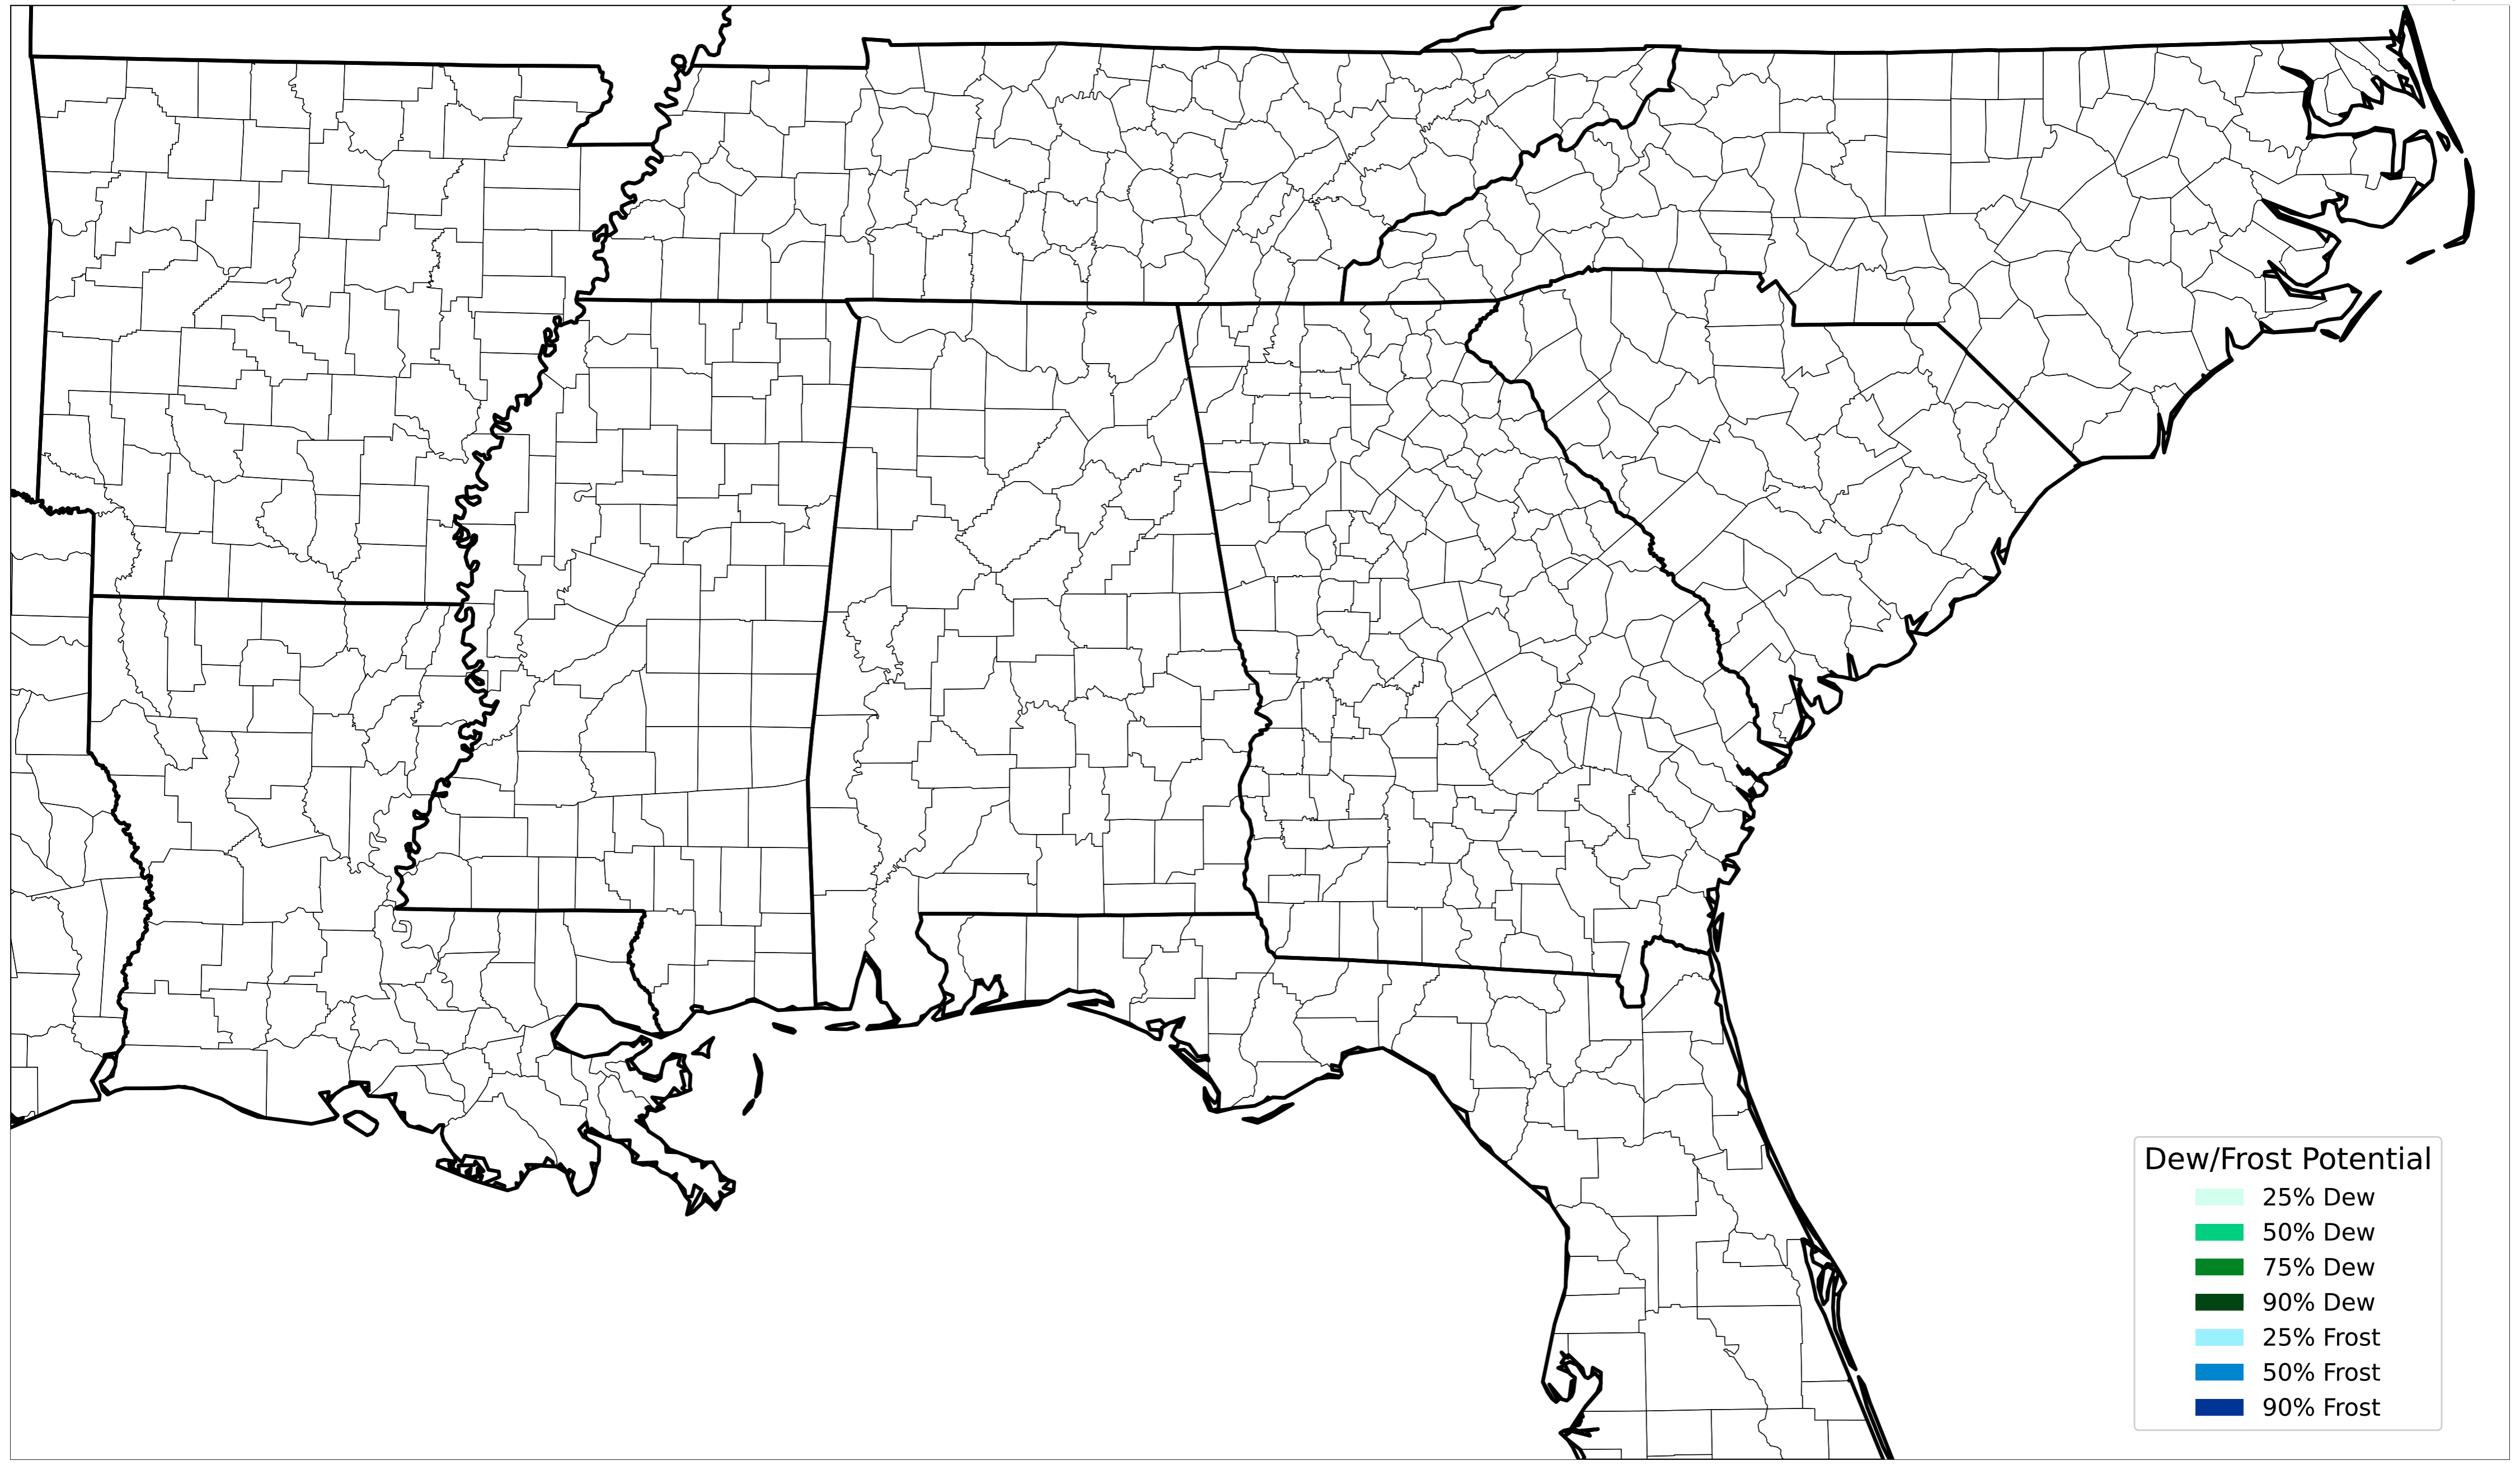 Dew/Frost Potential
25% Dew
50% Dew
75% Dew
90% Dew
25% Frost
50% Frost
90% Frost